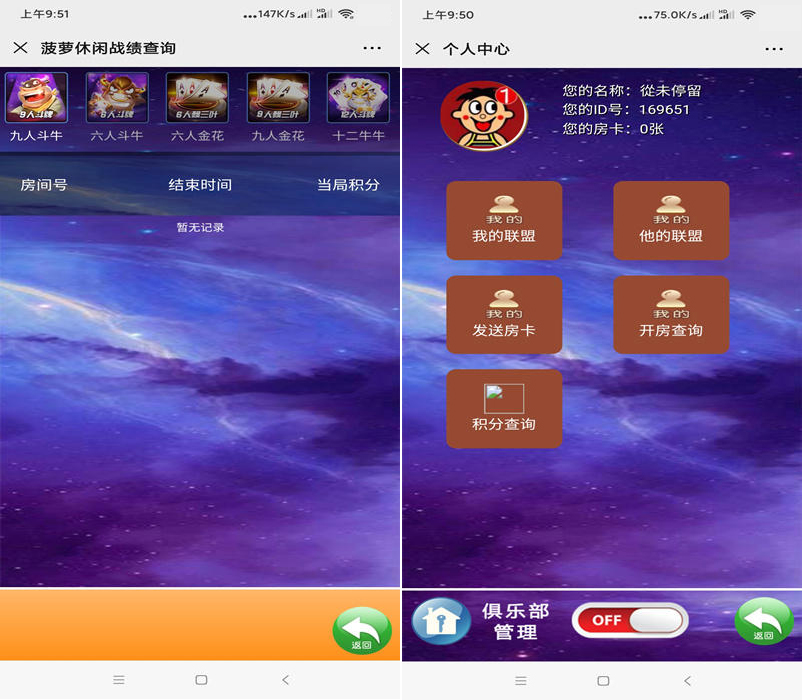 上午9:51
...147K/s
HD
菠萝休闲战绩查询
...
9人斗牌
6人斗牌
6人撚三叶
9人撚三叶
12人斗牌
九人斗牛
六人斗牛
六人金花
九人金花
十二牛牛
房间号
结束时间
当局积分
暂无记录
返回
上午9:50
...75.0K/s
HD
个人中心
...
1
您的名称：從未停留
您的ID号：169651
您的房卡：0张
我的
我的联盟
我的
他的联盟
我的
发送房卡
我的
开房查询
积分查询
俱乐部
管理
OFF
返回